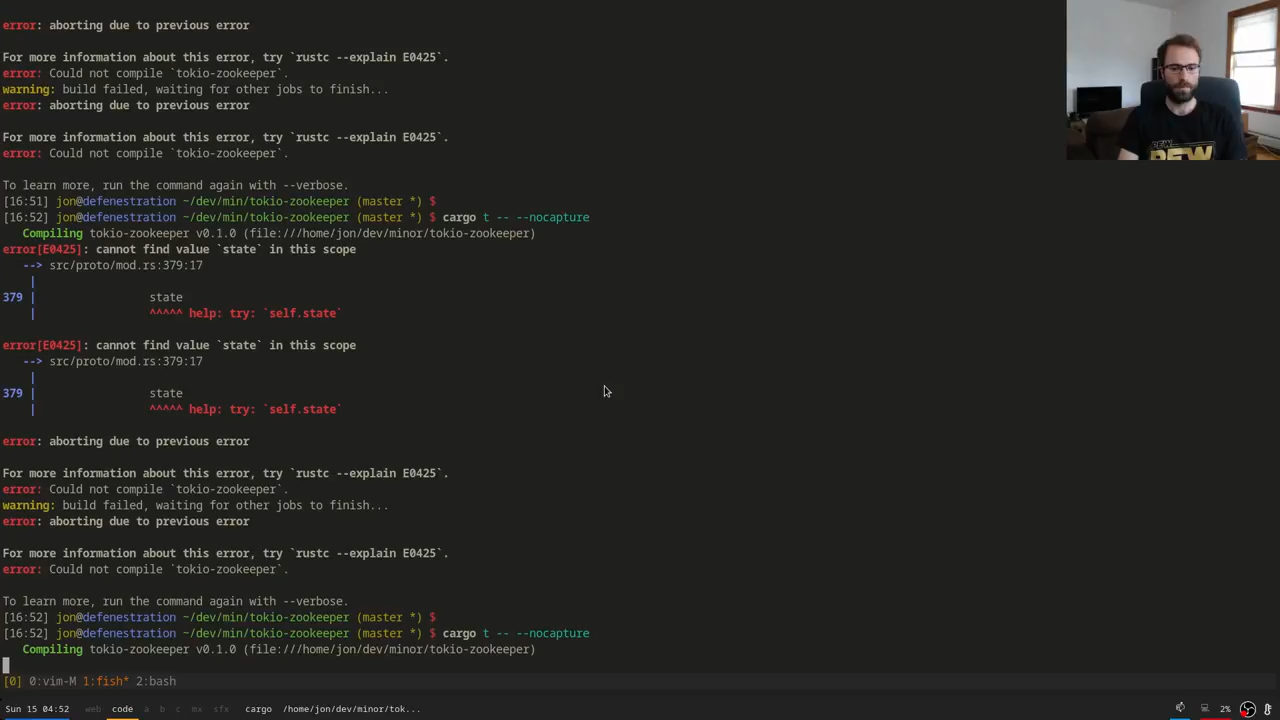 error: aborting due to previous error
For more information about this error, try `rustc --explain E0425`.
error: Could not compile `tokio-zookeeper`.
warning: build failed, waiting for other jobs to finish...
error: aborting due to previous error
For more information about this error, try `rustc --explain E0425`.
error: Could not compile `tokio-zookeeper`.
To learn more, run the command again with --verbose.
[16:51] jon@defenestration ~/dev/min/tokio-zookeeper (master *) $
[16:52] jon@defenestration ~/dev/min/tokio-zookeeper (master *) $ cargo t -- --nocapture
Compiling tokio-zookeeper v0.1.0 (file:///home/jon/dev/minor/tokio-zookeeper)
error[E0425]: cannot find value `state` in this scope
--> src/proto/mod.rs:379:17
|
379 | state
| ^^^^^ help: try: `self.state`
error[E0425]: cannot find value `state` in this scope
--> src/proto/mod.rs:379:17
|
379 | state
| ^^^^^ help: try: `self.state`
error: aborting due to previous error
For more information about this error, try `rustc --explain E0425`.
error: Could not compile `tokio-zookeeper`.
warning: build failed, waiting for other jobs to finish...
error: aborting due to previous error
For more information about this error, try `rustc --explain E0425`.
error: Could not compile `tokio-zookeeper`.
To learn more, run the command again with --verbose.
[16:52] jon@defenestration ~/dev/min/tokio-zookeeper (master *) $
[16:52] jon@defenestration ~/dev/min/tokio-zookeeper (master *) $ cargo t -- --nocapture
Compiling tokio-zookeeper v0.1.0 (file:///home/jon/dev/minor/tokio-zookeeper)
[0] 0:vim-M 1:fish* 2:bash
Sun 15 04:52 web code a b c mx sfx cargo /home/jon/dev/minor/tok... 2%